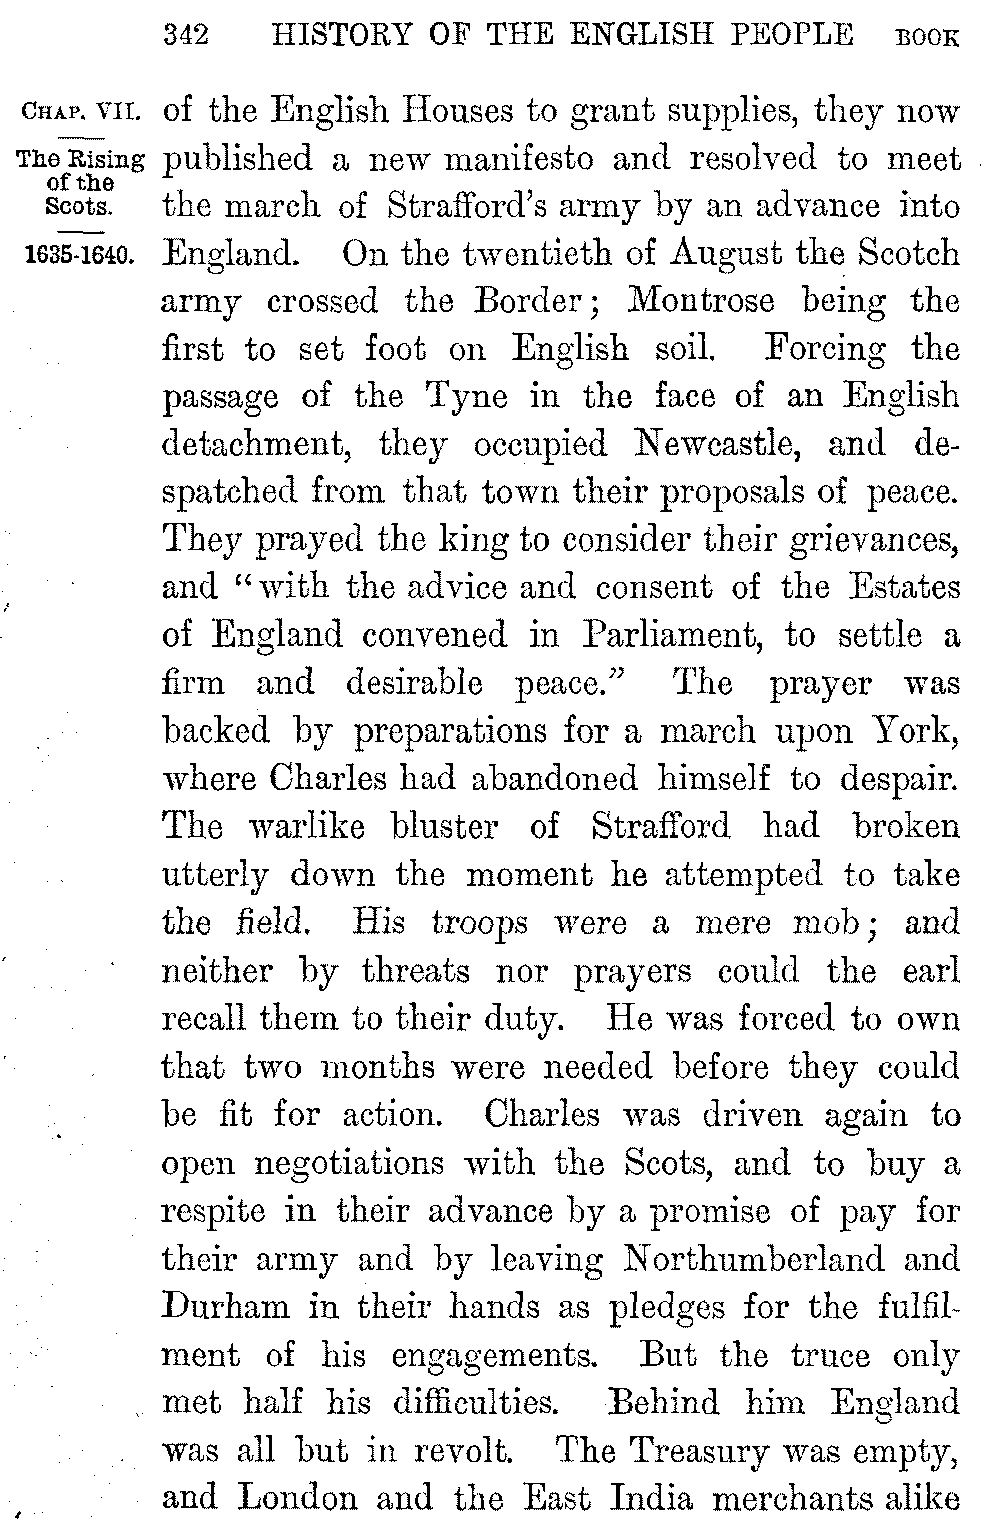 342 HISTORY OF THE ENGLISH PEOPLE BOOK
CHAP. VII.
The Rising
of the
Scots.
1635-1640.
of the English Houses to grant supplies, they now
published a new manifesto and resolved to meet
the march of Strafford's army by an advance into
England. On the twentieth of August the Scotch
army crossed the Border; Montrose being the
first to set foot on English soil. Forcing the
passage of the Tyne in the face of an English
detachment, they occupied Newcastle, and de-
spatched from that town their proposals of peace.
They prayed the king to consider their grievances,
and "with the advice and consent of the Estates
of England convened in Parliament, to settle a
firm and desirable peace." The prayer was
backed by preparations for a march upon York,
where Charles had abandoned himself to despair.
The warlike bluster of Strafford had broken
utterly down the moment he attempted to take
the field. His troops were a mere mob; and
neither by threats nor prayers could the earl
recall them to their duty. He was forced to own
that two months were needed before they could
be fit for action. Charles was driven again to
open negotiations with the Scots, and to buy a
respite in their advance by a promise of pay for
their army and by leaving Northumberland and
Durham in their hands as pledges for the fulfil-
ment of his engagements. But the truce only
met half his difficulties. Behind him England
was all but in revolt. The Treasury was empty,
and London and the East India merchants alike